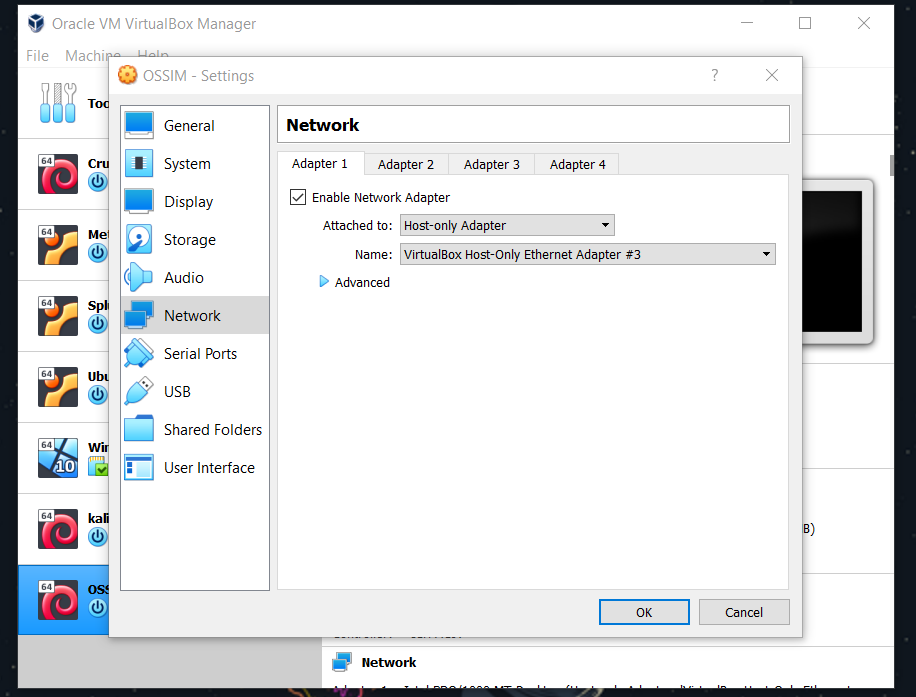 Oracle VM VirtualBox Manager
File Machine Help
OSSIM - Settings
?
Too
64
Cru
64
Met
64
Splu
64
Ubu
64
Win
10
64
kali
64
OSS
General
System
Display
Storage
Audio
Network
Serial Ports
USB
Shared Folders
User Interface
Network
Adapter 1 Adapter 2 Adapter 3 Adapter 4
Enable Network Adapter
Attached to: Host-only Adapter
Name: VirtualBox Host-Only Ethernet Adapter #3
Advanced
OK Cancel
B)
Network